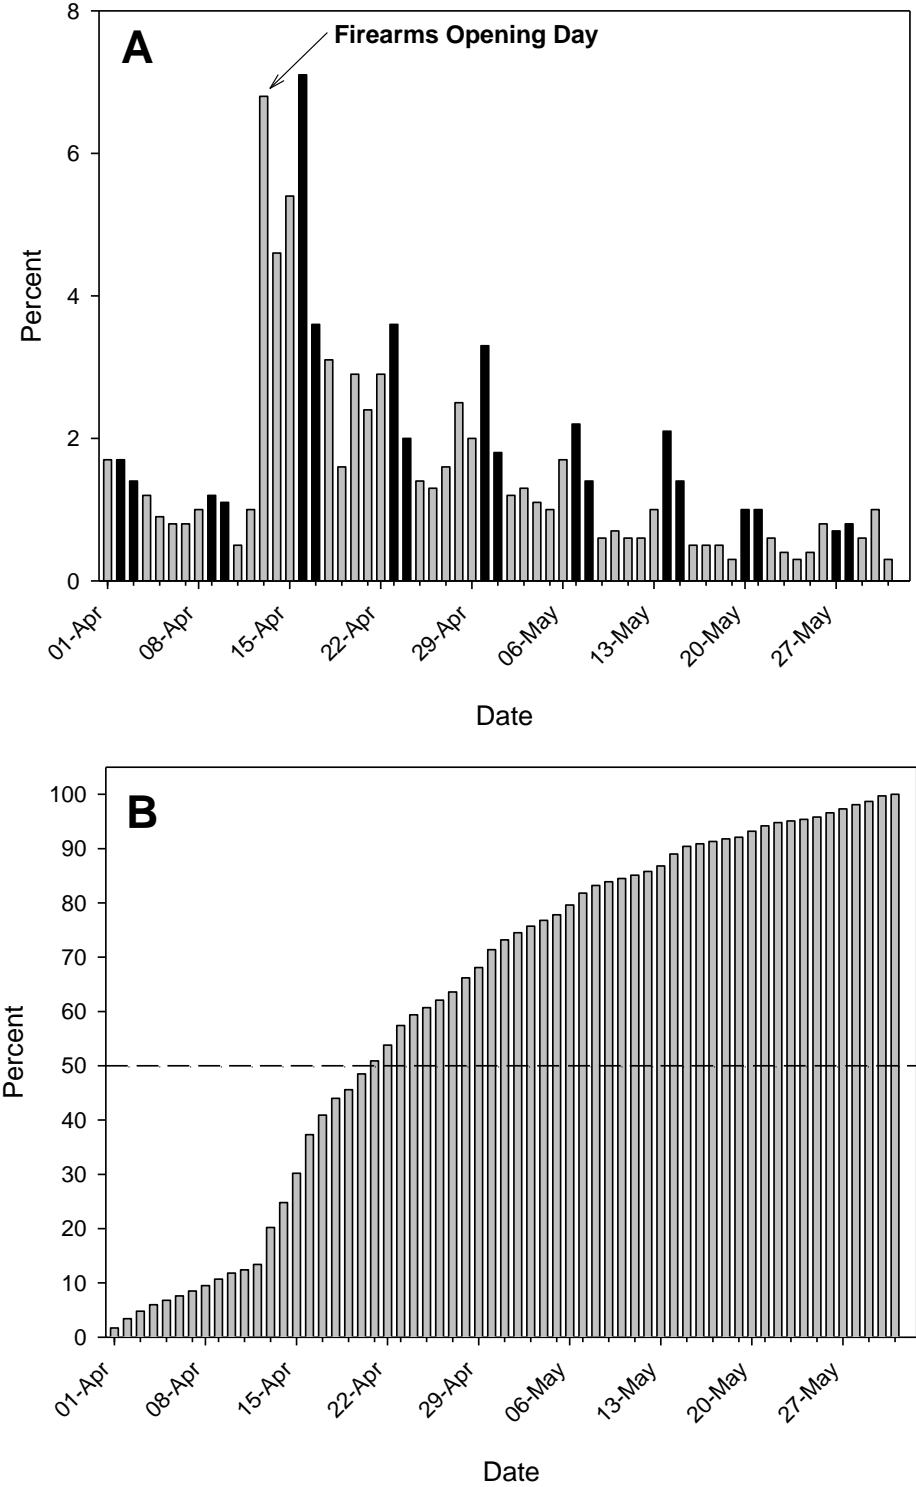 A
Firearms Opening Day
8
6
4
2
0
Percent
01-Apr
08-Apr
15-Apr
22-Apr
29-Apr
06-May
13-May
20-May
27-May
Date
B
100
90
80
70
60
50
40
30
20
10
0
Percent
01-Apr
08-Apr
15-Apr
22-Apr
29-Apr
06-May
13-May
20-May
27-May
Date